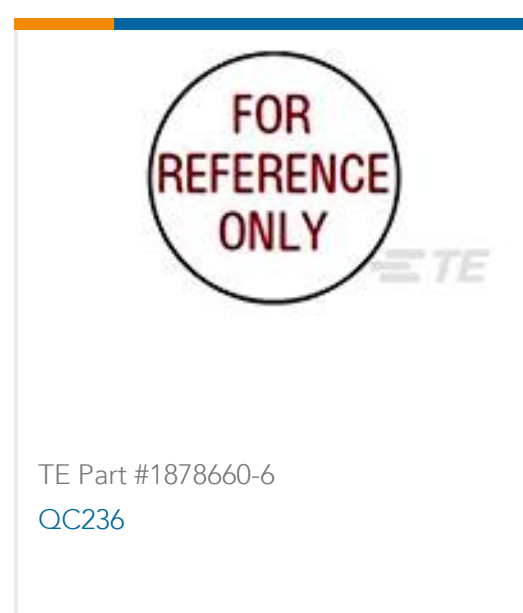 FOR
REFERENCE
ONLY
TE
TE Part #1878660-6
QC236